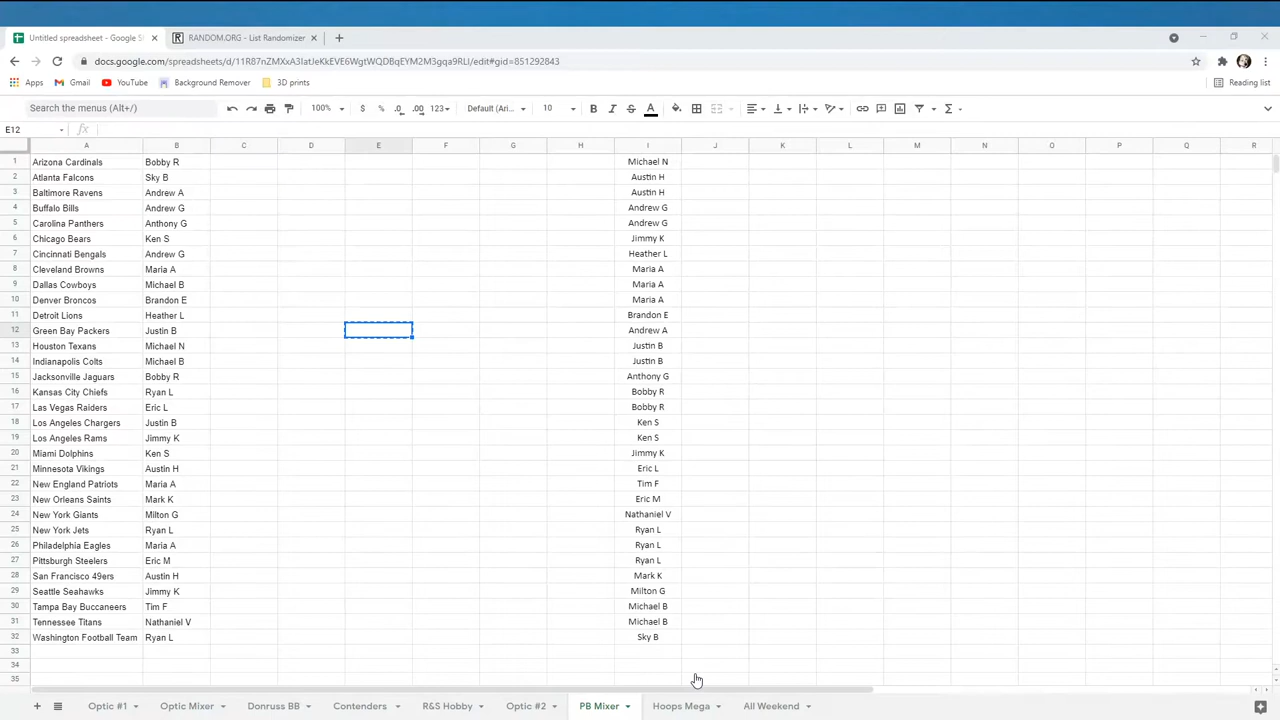 Untitled spreadsheet - Google S
RANDOM.ORG - List Randomizer
docs.google.com/spreadsheets/d/11R87nZMXxA3IatJeKkEVE6WgtWQDBqEYM2M3gqa9RLI/edit#gid=851292843
Apps Gmail YouTube Background Remover 3D prints Reading list
Search the menus (Alt+/) 100% $ % .0 .00 123 Default (Ari... 10 B I S A
E12 fx
A B C D E F G H I J K L M N O P Q R
1 Arizona Cardinals Bobby R Michael N
2 Atlanta Falcons Sky B Austin H
3 Baltimore Ravens Andrew A Austin H
4 Buffalo Bills Andrew G Andrew G
5 Carolina Panthers Anthony G Andrew G
6 Chicago Bears Ken S Jimmy K
7 Cincinnati Bengals Andrew G Heather L
8 Cleveland Browns Maria A Maria A
9 Dallas Cowboys Michael B Maria A
10 Denver Broncos Brandon E Maria A
11 Detroit Lions Heather L Brandon E
12 Green Bay Packers Justin B Andrew A
13 Houston Texans Michael N Justin B
14 Indianapolis Colts Michael B Justin B
15 Jacksonville Jaguars Bobby R Anthony G
16 Kansas City Chiefs Ryan L Bobby R
17 Las Vegas Raiders Eric L Bobby R
18 Los Angeles Chargers Justin B Ken S
19 Los Angeles Rams Jimmy K Ken S
20 Miami Dolphins Ken S Jimmy K
21 Minnesota Vikings Austin H Eric L
22 New England Patriots Maria A Tim F
23 New Orleans Saints Mark K Eric M
24 New York Giants Milton G Nathaniel V
25 New York Jets Ryan L Ryan L
26 Philadelphia Eagles Maria A Ryan L
27 Pittsburgh Steelers Eric M Ryan L
28 San Francisco 49ers Austin H Mark K
29 Seattle Seahawks Jimmy K Milton G
30 Tampa Bay Buccaneers Tim F Michael B
31 Tennessee Titans Nathaniel V Michael B
32 Washington Football Team Ryan L Sky B
33
34
35
Optic #1 Optic Mixer Donruss BB Contenders R&S Hobby Optic #2 PB Mixer Hoops Mega All Weekend